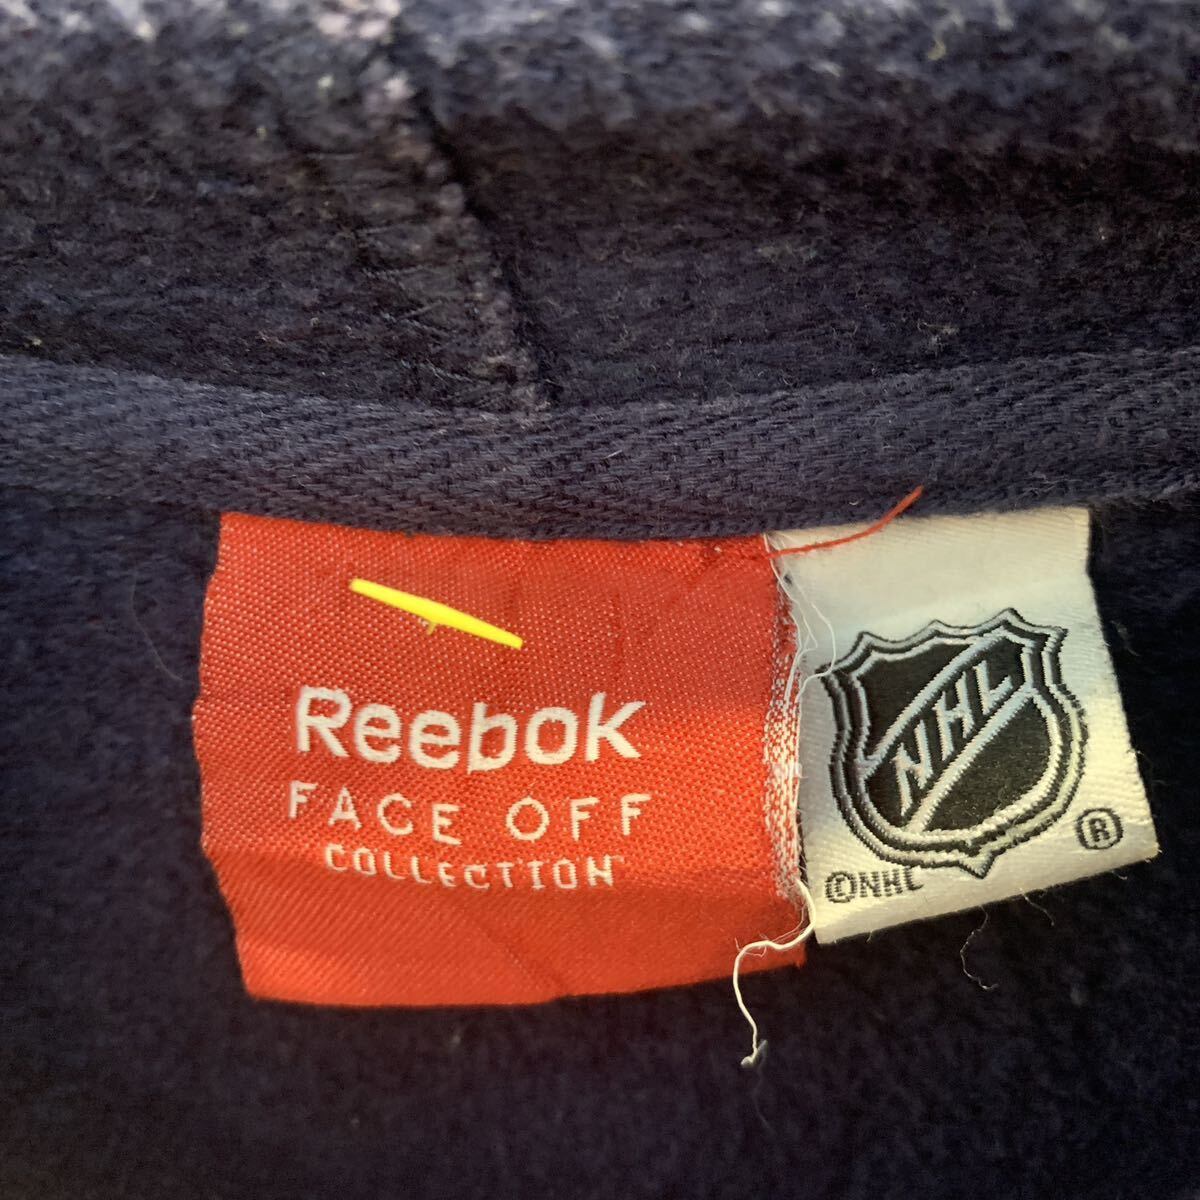 Reebok
FACE OFF
COLLECTION
NHL
®
©NHL